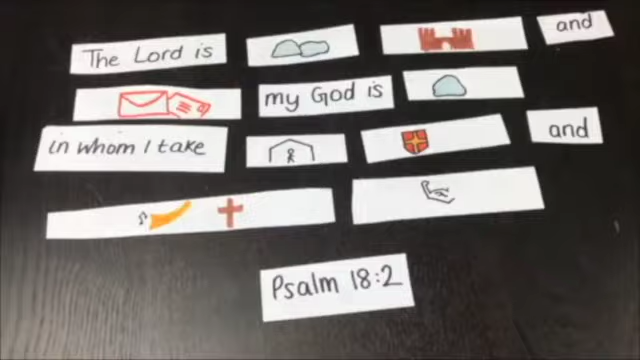 The Lord is and
my God is
in whom I take and
Psalm 18:2